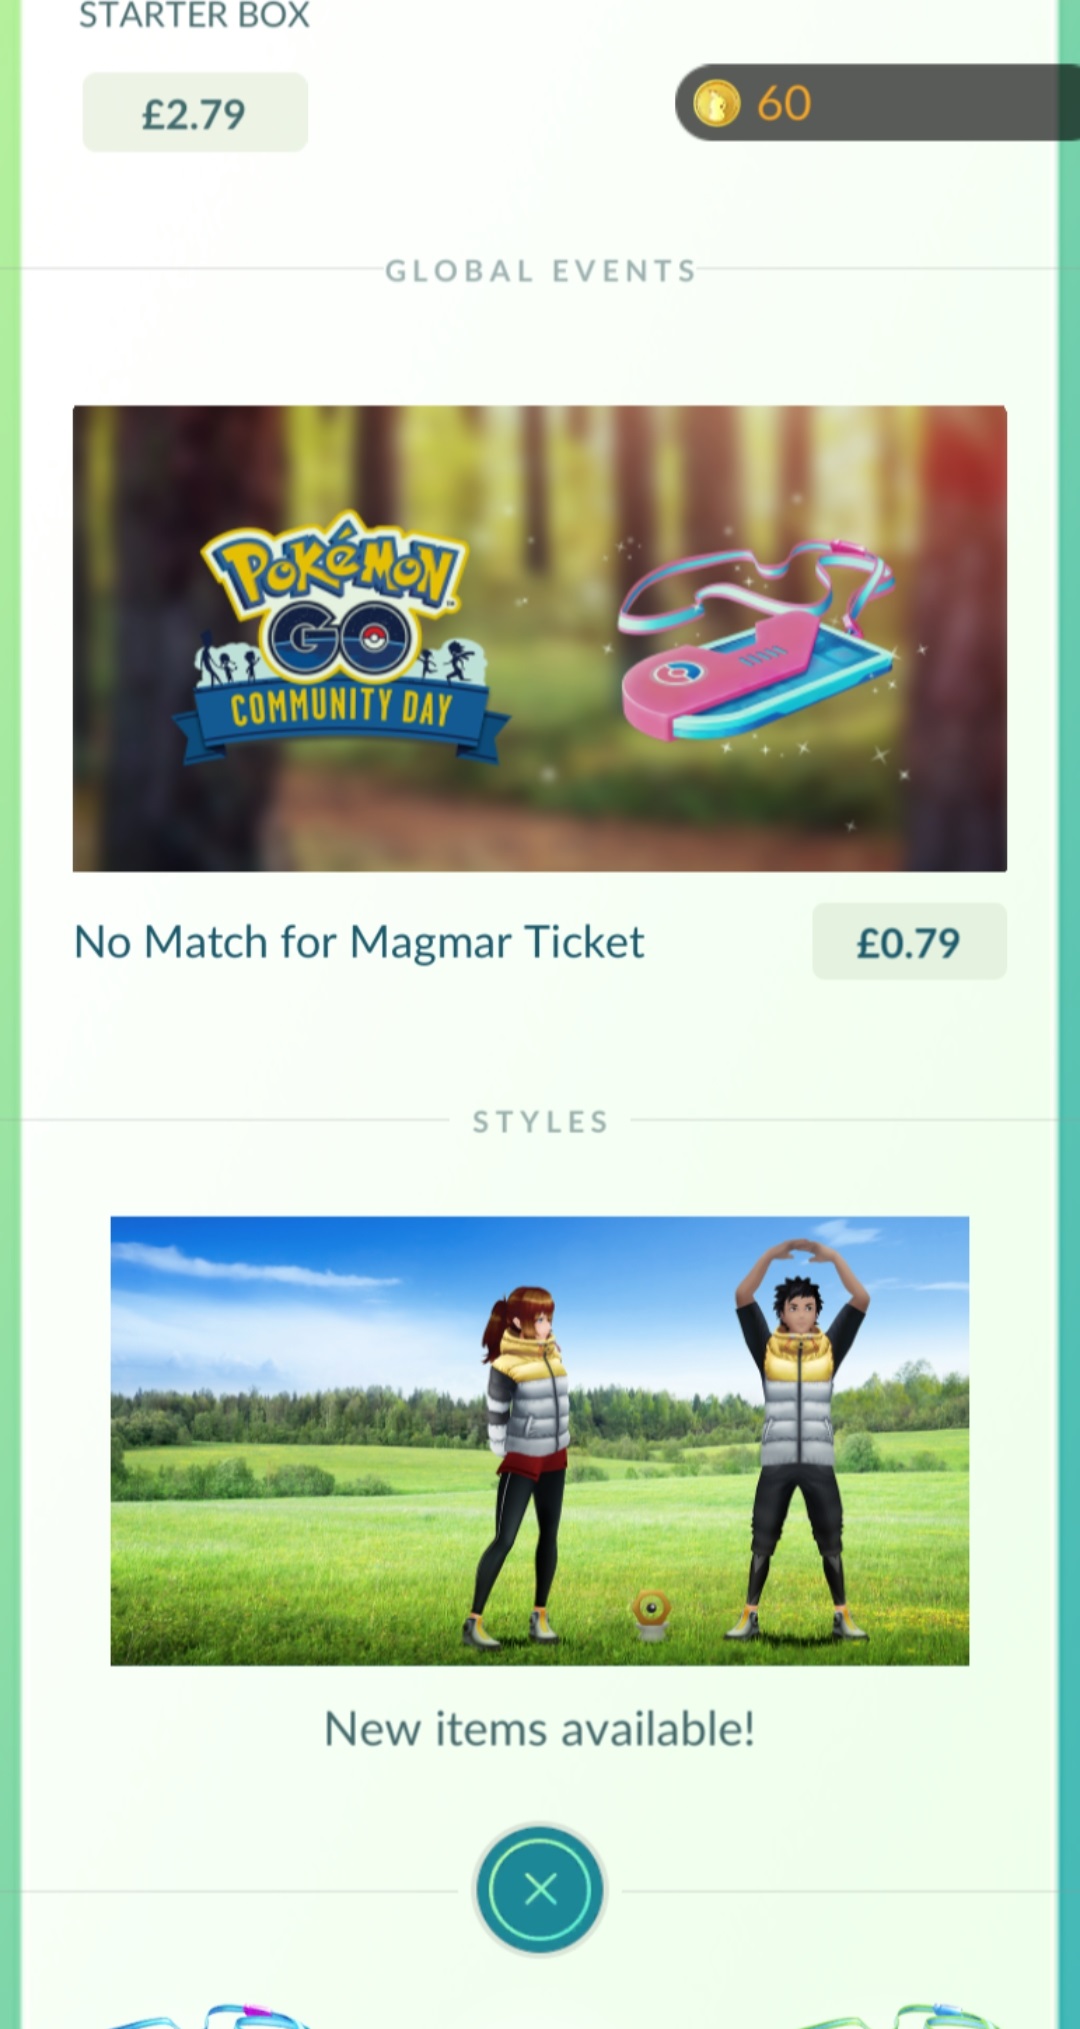 STARTER BOX
£2.79
60
GLOBAL EVENTS
POKéMON
GO
COMMUNITY DAY
No Match for Magmar Ticket
£0.79
STYLES
New items available!